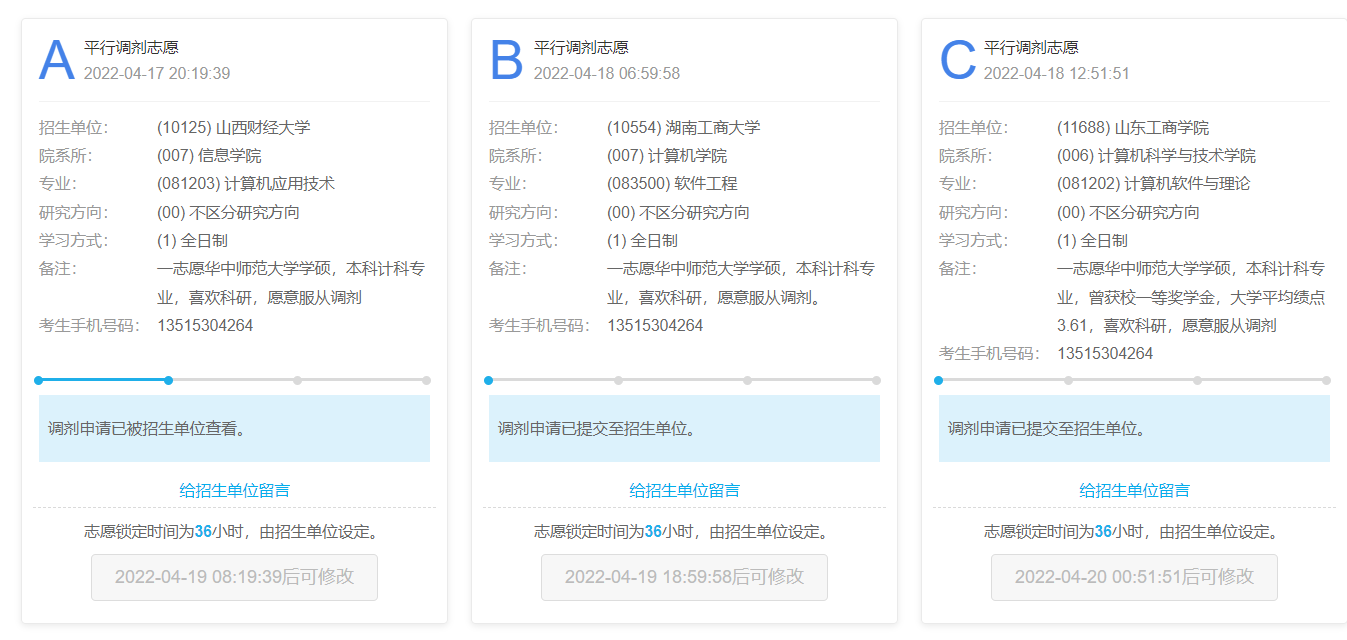 A 平行调剂志愿
2022-04-17 20:19:39
招生单位: (10125) 山西财经大学
院系所: (007) 信息学院
专业: (081203) 计算机应用技术
研究方向: (00) 不区分研究方向
学习方式: (1) 全日制
备注: 一志愿华中师范大学学硕，本科计科专
业，喜欢科研，愿意服从调剂
考生手机号码: 13515304264
调剂申请已被招生单位查看。
给招生单位留言
志愿锁定时间为36小时，由招生单位设定。
2022-04-19 08:19:39后可修改
B 平行调剂志愿
2022-04-18 06:59:58
招生单位: (10554) 湖南工商大学
院系所: (007) 计算机学院
专业: (083500) 软件工程
研究方向: (00) 不区分研究方向
学习方式: (1) 全日制
备注: 一志愿华中师范大学学硕，本科计科专
业，喜欢科研，愿意服从调剂。
考生手机号码: 13515304264
调剂申请已提交至招生单位。
给招生单位留言
志愿锁定时间为36小时，由招生单位设定。
2022-04-19 18:59:58后可修改
C 平行调剂志愿
2022-04-18 12:51:51
招生单位: (11688) 山东工商学院
院系所: (006) 计算机科学与技术学院
专业: (081202) 计算机软件与理论
研究方向: (00) 不区分研究方向
学习方式: (1) 全日制
备注: 一志愿华中师范大学学硕，本科计科专
业，曾获校一等奖学金，大学平均绩点
3.61，喜欢科研，愿意服从调剂
考生手机号码: 13515304264
调剂申请已提交至招生单位。
给招生单位留言
志愿锁定时间为36小时，由招生单位设定。
2022-04-20 00:51:51后可修改